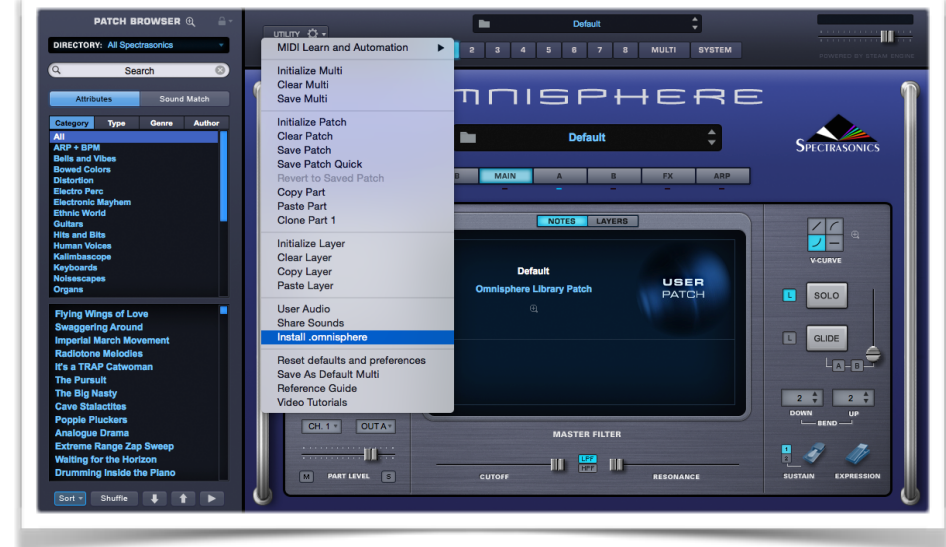 PATCH BROWSER
DIRECTORY: All Spectrasonics
Search
Attributes Sound Match
Category Type Genre Author
All
ARP + BPM
Bells and Vibes
Bowed Colors
Distortion
Electro Perc
Electronic Mayhem
Ethnic World
Guitars
Hits and Bits
Human Voices
Kalimbascope
Keyboards
Noisescapes
Organs
Flying Wings of Love
Swaggering Around
Imperial March Movement
Radiotone Melodies
It's a TRAP Catwoman
The Pursuit
The Big Nasty
Cave Stalactites
Popple Pluckers
Analogue Drama
Extreme Range Zap Sweep
Waiting for the Horizon
Drumming Inside the Piano
Sort Shuffle
UTILITY
MIDI Learn and Automation
Initialize Multi
Clear Multi
Save Multi
Initialize Patch
Clear Patch
Save Patch
Save Patch Quick
Revert to Saved Patch
Copy Part
Paste Part
Clone Part 1
Initialize Layer
Clear Layer
Copy Layer
Paste Layer
User Audio
Share Sounds
Install .omnisphere
Reset defaults and preferences
Save As Default Multi
Reference Guide
Video Tutorials
Default
2 3 4 5 6 7 8 MULTI SYSTEM
POWERED BY STEAM ENGINE
MNISPHERE
Default
SPECTRASONICS
B MAIN A B FX ARP
NOTES LAYERS
Default
Omnisphere Library Patch
USER
PATCH
V-CURVE
L SOLO
L GLIDE
A B
2 2
DOWN UP
BEND
1
2
SUSTAIN EXPRESSION
CH. 1 OUT A
M PART LEVEL S
MASTER FILTER
LPF
HPF
CUTOFF RESONANCE